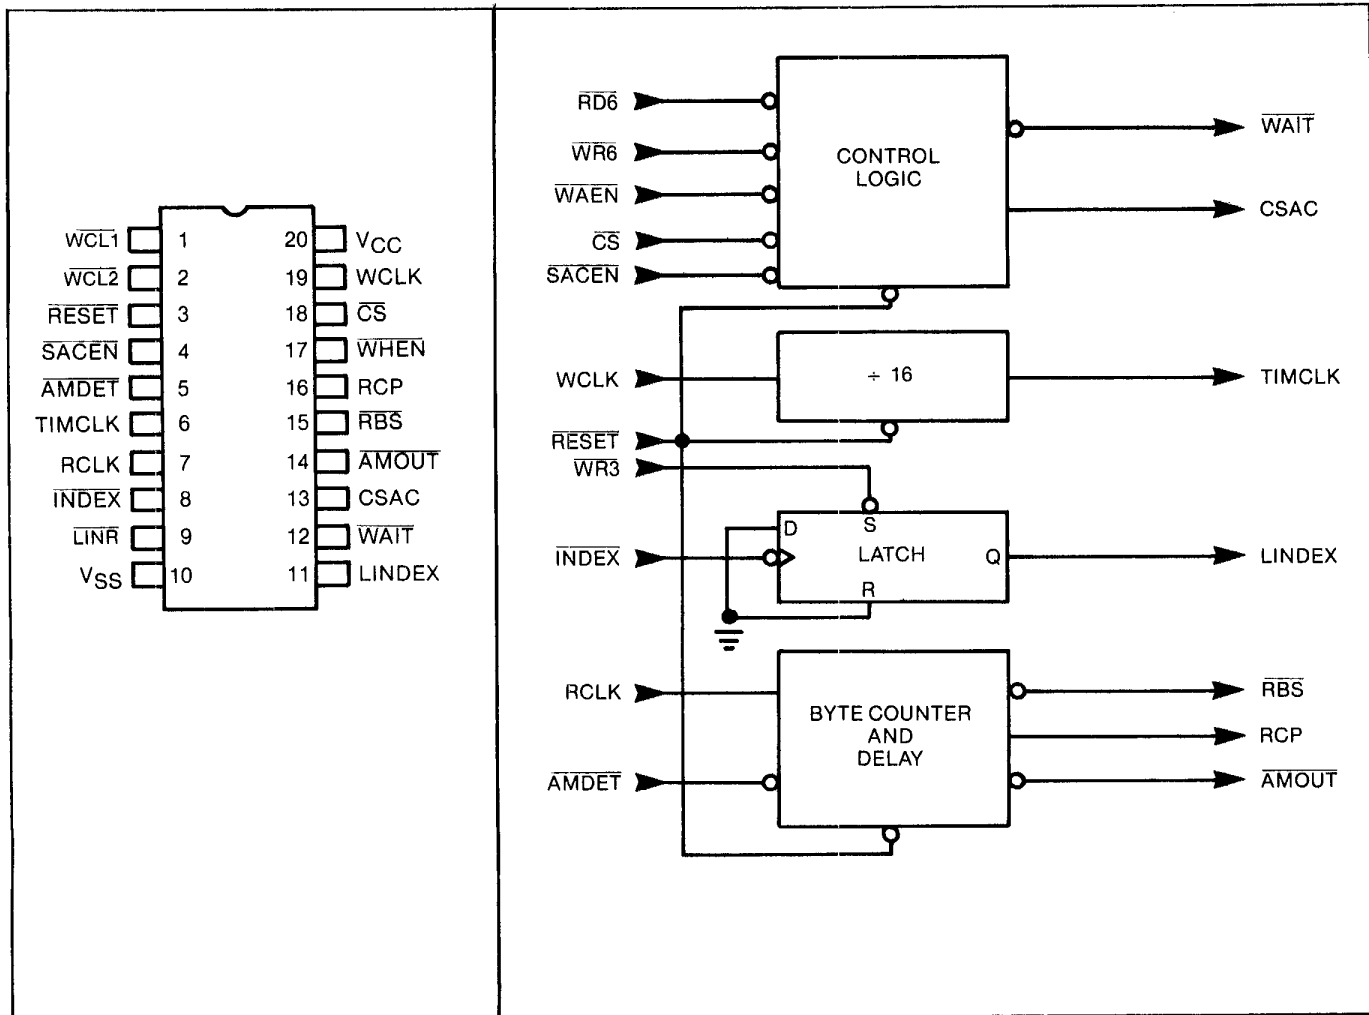 WCL1 1 20 VCC
WCL2 2 19 WCLK
RESET 3 18 CS
SACEN 4 17 WHEN
AMDET 5 16 RCP
TIMCLK 6 15 RBS
RCLK 7 14 AMOUT
INDEX 8 13 CSAC
LINR 9 12 WAIT
VSS 10 11 LINDEX
RD6
WR6
WAEN
CS
SACEN
CONTROL
LOGIC
WAIT
CSAC
WCLK
÷ 16
TIMCLK
RESET
WR3
INDEX
D
S
LATCH
Q
R
LINDEX
RCLK
AMDET
BYTE COUNTER
AND
DELAY
RBS
RCP
AMOUT